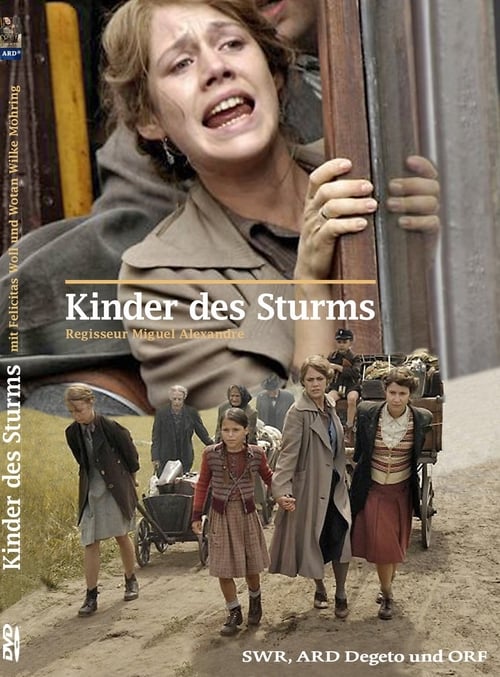 ARD
Kinder des Sturms
Regisseur Miguel Alexandre
Kinder des Sturms mit Felicitas Woll und Wotan Wilke Möhring
DVD
SWR, ARD Degeto und ORF